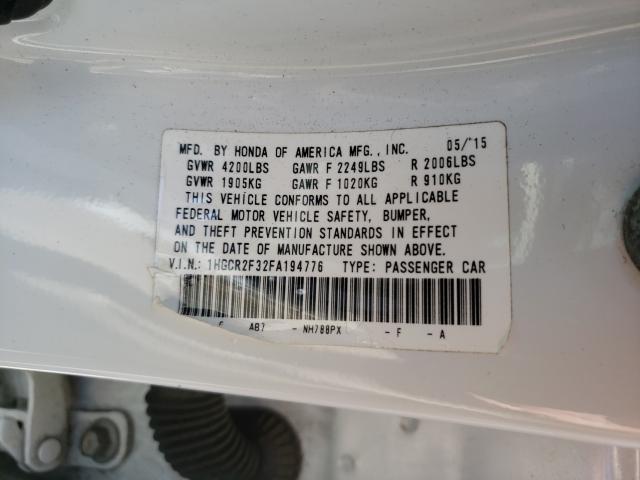 MFD. BY HONDA OF AMERICA MFG., INC. 05/'15
GVWR 4200LBS GAWR F 2249LBS R 2006LBS
GVWR 1905KG GAWR F 1020KG R 910KG
THIS VEHICLE CONFORMS TO ALL APPLICABLE
FEDERAL MOTOR VEHICLE SAFETY, BUMPER,
AND THEFT PREVENTION STANDARDS IN EFFECT
ON THE DATE OF MANUFACTURE SHOWN ABOVE.
V.I.N.: 1HGCR2F32FA194776 TYPE: PASSENGER CAR
AB7 - NH788PX - F - A